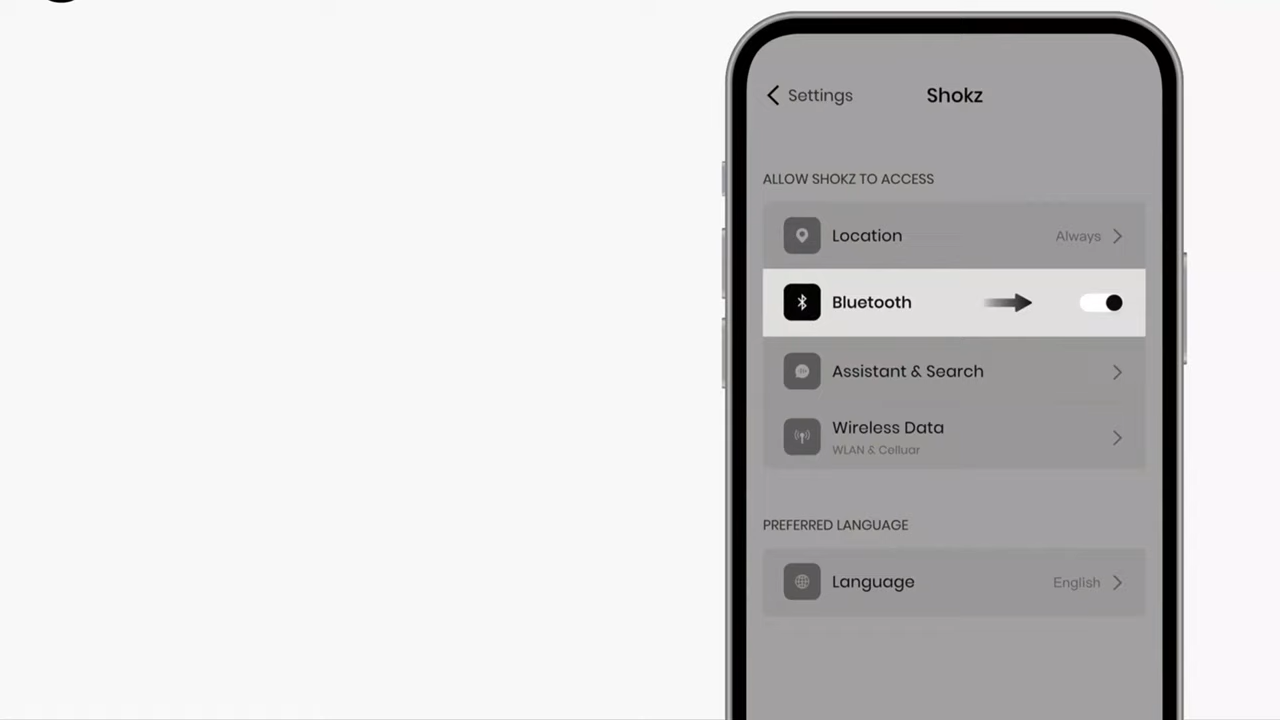 Settings
Shokz
ALLOW SHOKZ TO ACCESS
Location Always
Bluetooth
Assistant & Search
Wireless Data
WLAN & Celluar
PREFERRED LANGUAGE
Language English